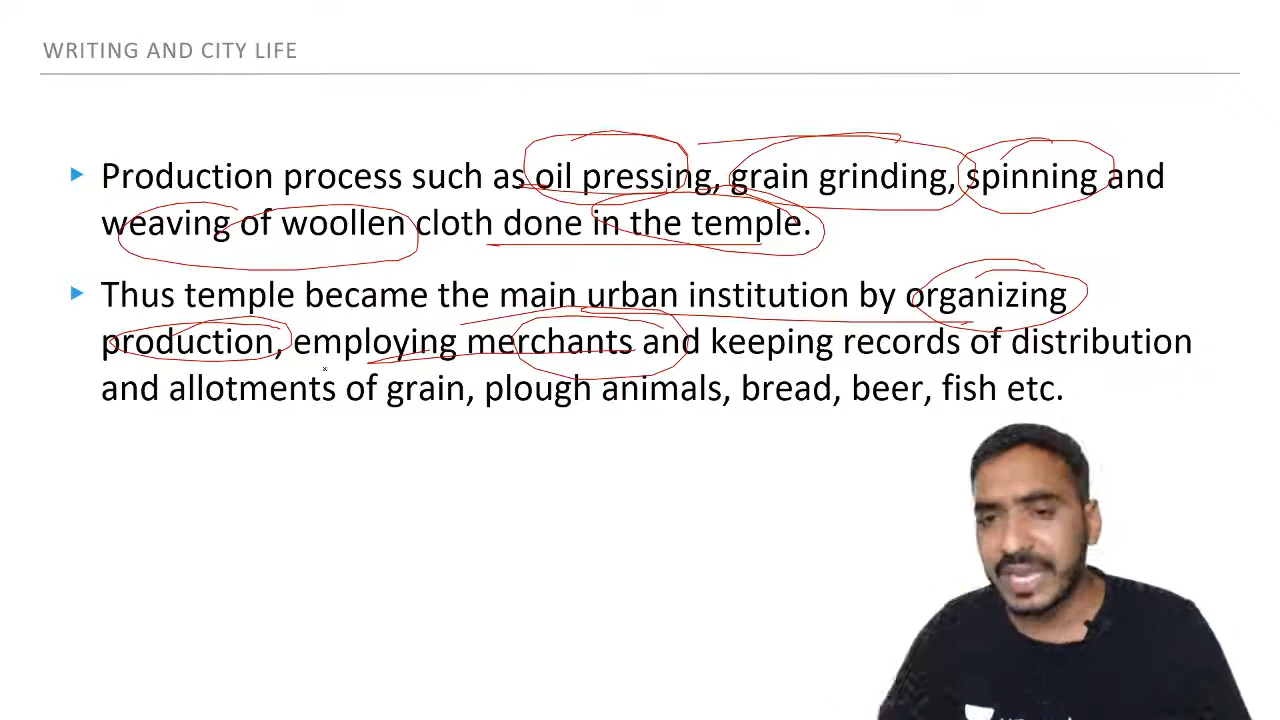 WRITING AND CITY LIFE
Production process such as oil pressing, grain grinding, spinning and
weaving of woollen cloth done in the temple.
Thus temple became the main urban institution by organizing
production, employing merchants and keeping records of distribution
and allotments of grain, plough animals, bread, beer, fish etc.